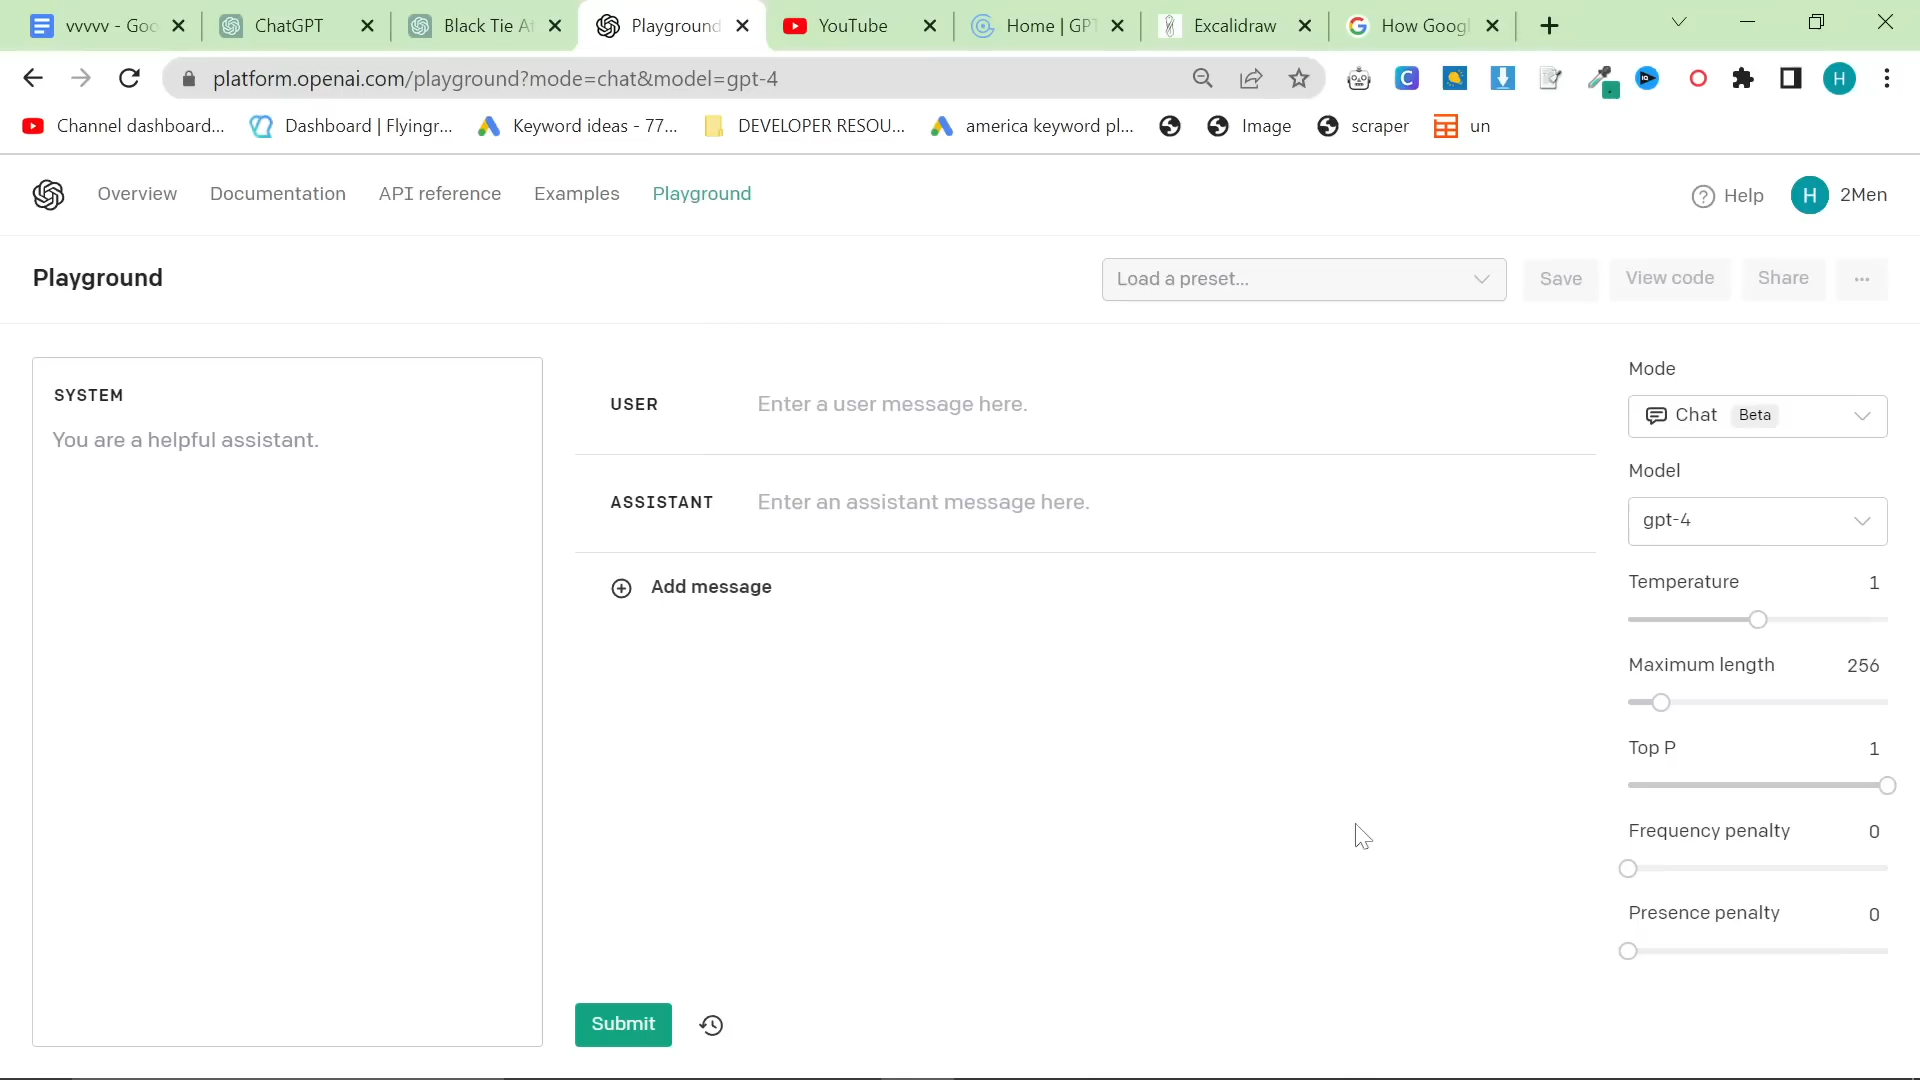 vvvvv - Goo
ChatGPT
Black Tie At
Playground
YouTube
Home | GPT
Excalidraw
How Googl
platform.openai.com/playground?mode=chat&model=gpt-4
H
Channel dashboard...
Dashboard | Flyingr...
Keyword ideas - 77...
DEVELOPER RESOU...
america keyword pl...
Image
scraper
un
Overview
Documentation
API reference
Examples
Playground
Help
H
2Men
Playground
Load a preset...
Save
View code
Share
...
SYSTEM
You are a helpful assistant.
USER
Enter a user message here.
ASSISTANT
Enter an assistant message here.
Add message
Submit
Mode
Chat Beta
Model
gpt-4
Temperature 1
Maximum length 256
Top P 1
Frequency penalty 0
Presence penalty 0